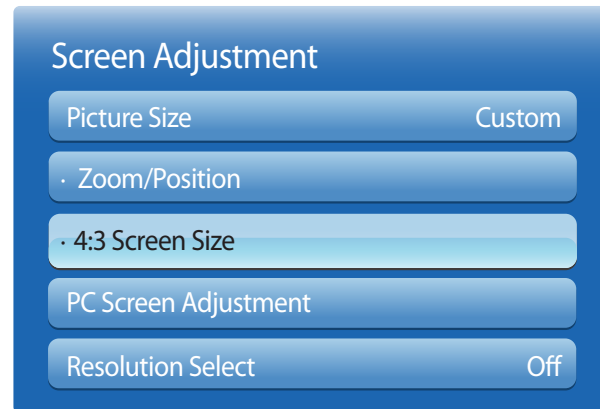 Screen Adjustment
Picture Size Custom
· Zoom/Position
· 4:3 Screen Size
PC Screen Adjustment
Resolution Select Off